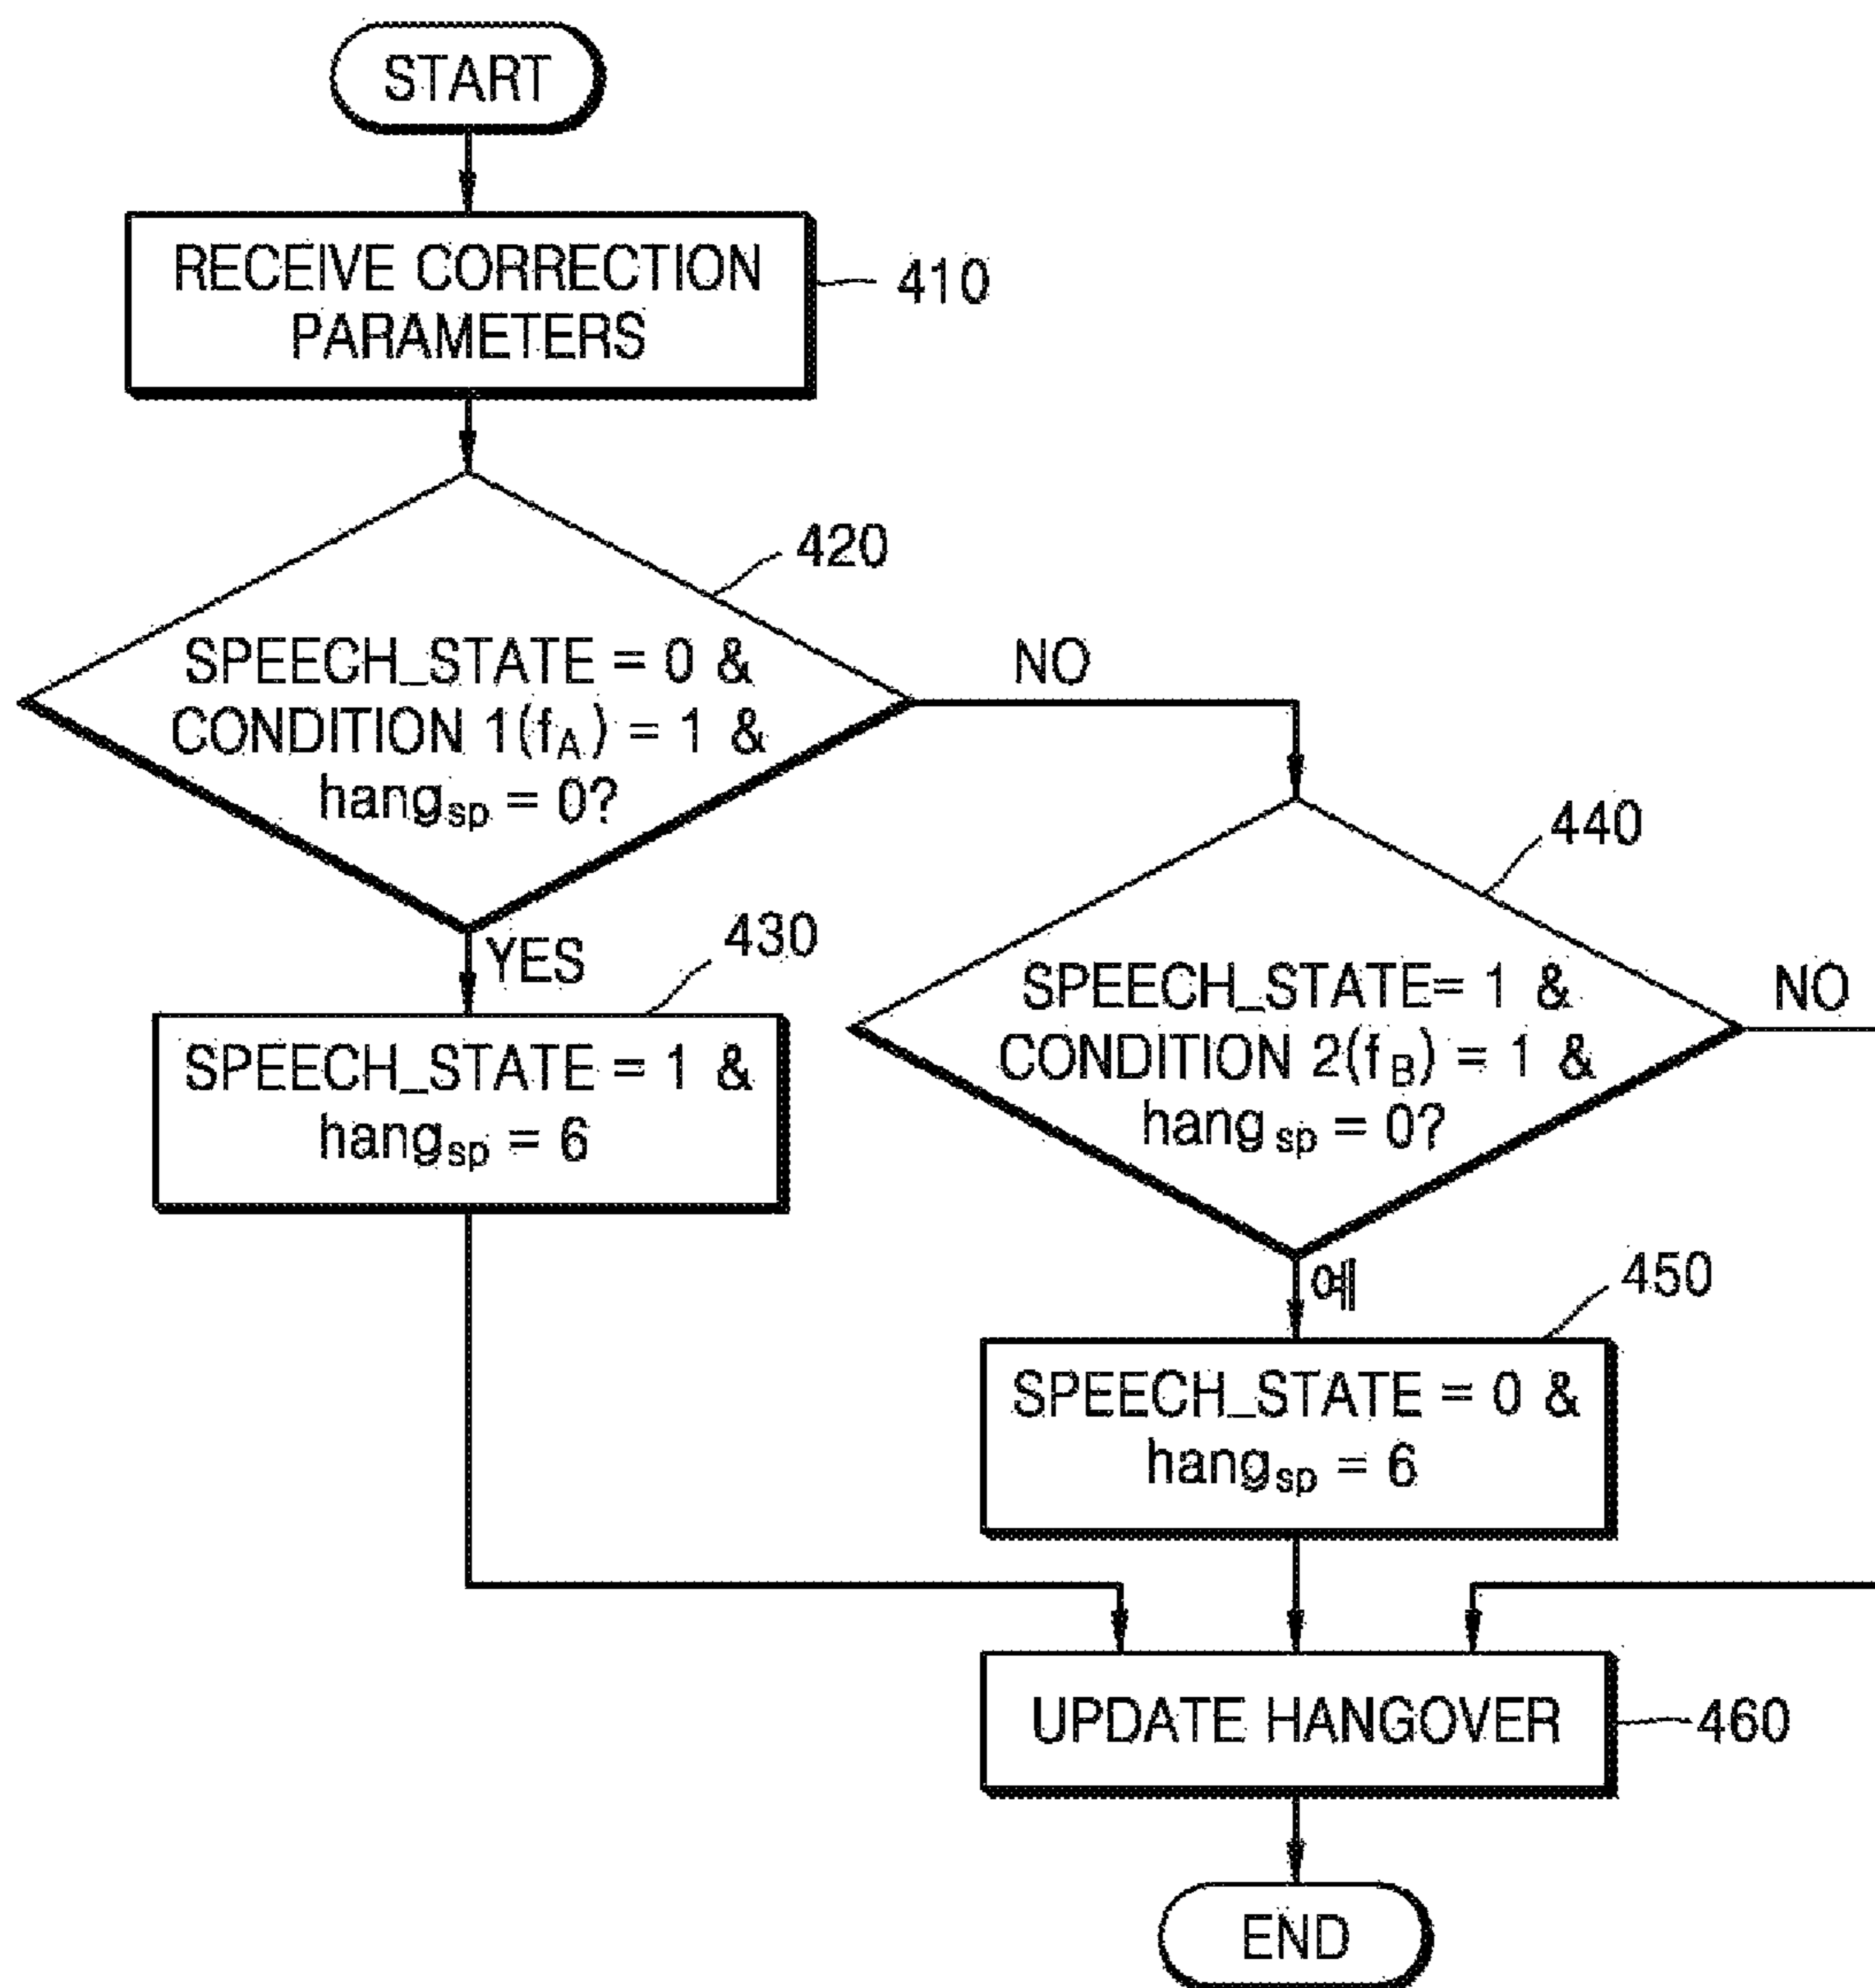 START
RECEIVE CORRECTION
PARAMETERS
410
420
SPEECH_STATE = 0 &
CONDITION 1(fA) = 1 &
hangsp = 0?
NO
YES
430
SPEECH_STATE = 1 &
hangsp = 6
440
SPEECH_STATE= 1 &
CONDITION 2(fB) = 1 &
hangsp = 0?
NO
예
450
SPEECH_STATE = 0 &
hangsp = 6
UPDATE HANGOVER
460
END